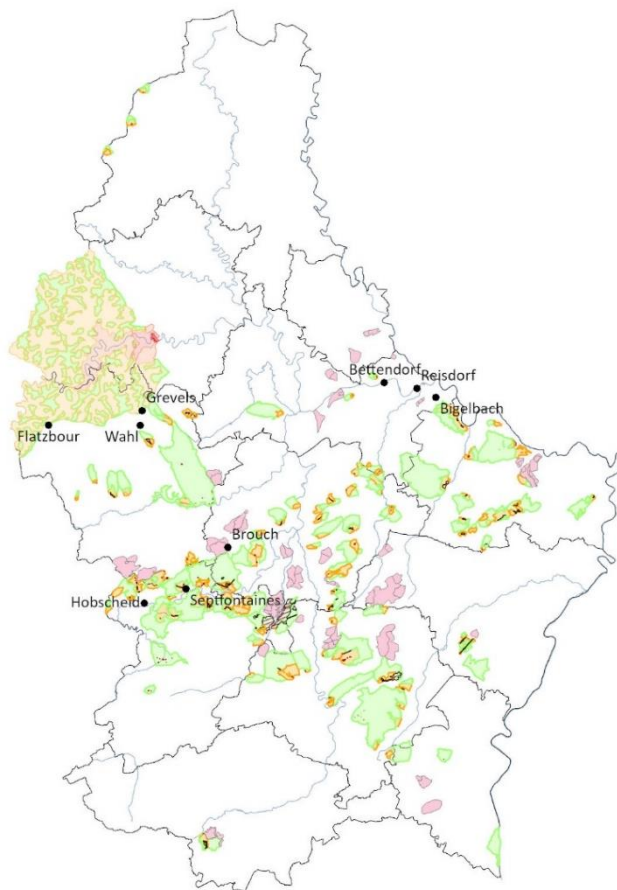 Bettendorf
Reisdorf
Bigelbach
Grevels
Flatzbour
Wahl
Brouch
Septfontaines
Hobscheid